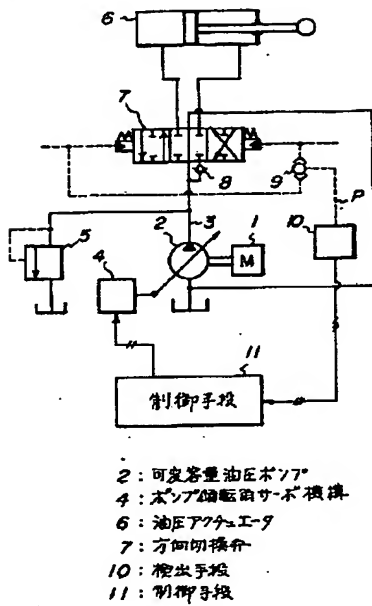 6
7
8
9
P
3
2
1
M
10
5
4
11
制御手段
2:可変容量油圧ポンプ
4:ポンプ傾転角サーボ機構
6:油圧アクチュエータ
7:方向切換弁
10:検出手段
11:制御手段